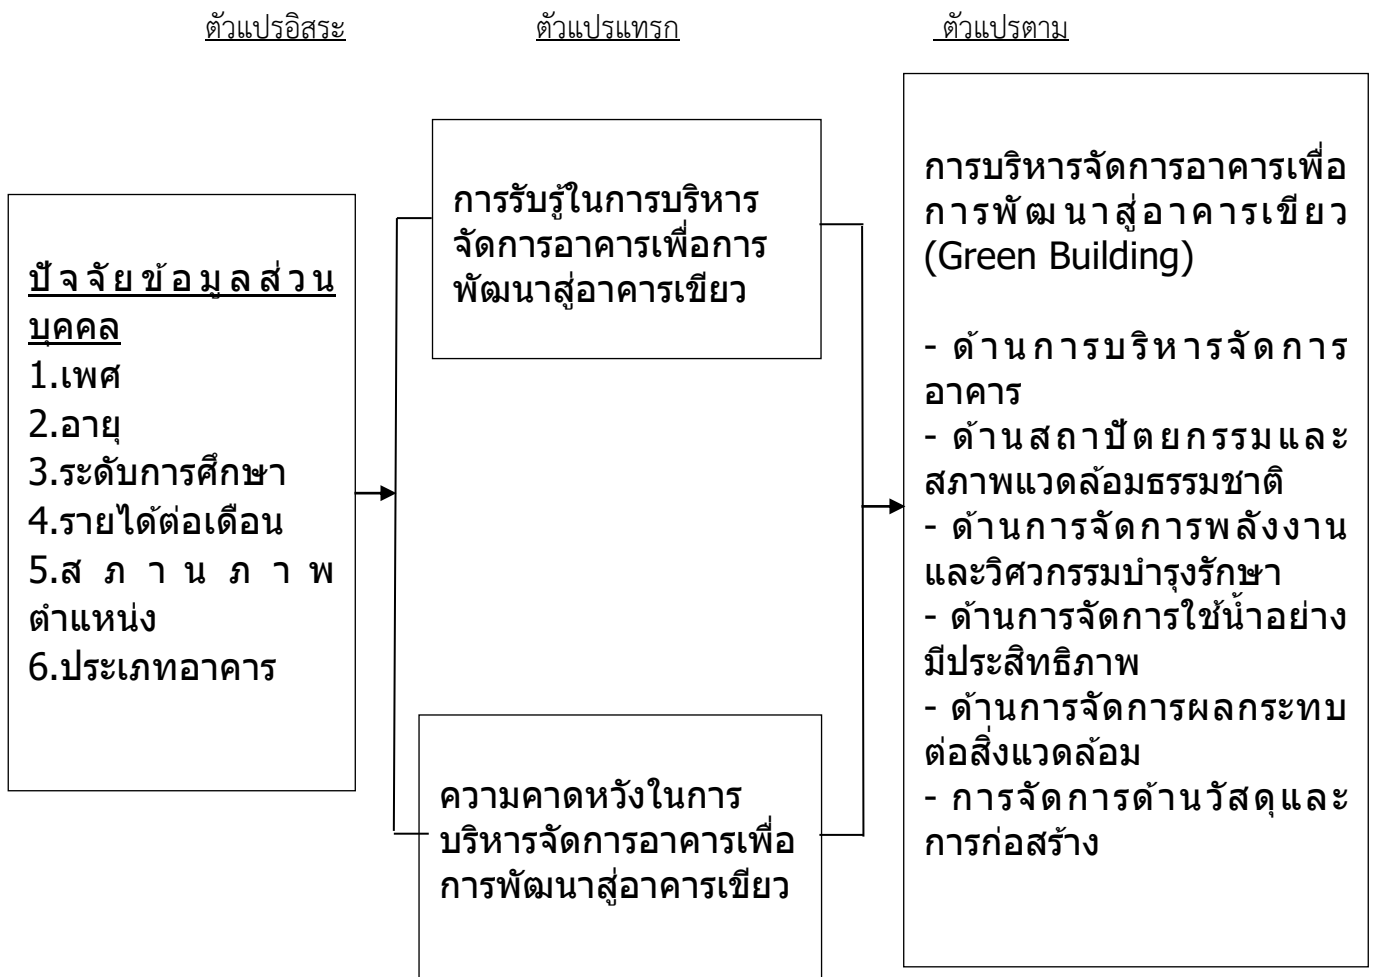 ตัวแปรอิสระ ตัวแปรแทรก ตัวแปรตาม
ปัจจัยข้อมูลส่วน
บุคคล
1.เพศ
2.อายุ
3.ระดับการศึกษา
4.รายได้ต่อเดือน
5.สถานภาพ
ตำแหน่ง
6.ประเภทอาคาร
การรับรู้ในการบริหาร
จัดการอาคารเพื่อการ
พัฒนาสู่อาคารเขียว
ความคาดหวังในการ
บริหารจัดการอาคารเพื่อ
การพัฒนาสู่อาคารเขียว
การบริหารจัดการอาคารเพื่อ
การพัฒนาสู่อาคารเขียว
(Green Building)
- ด้านการบริหารจัดการ
อาคาร
- ด้านสถาปัตยกรรมและ
สภาพแวดล้อมธรรมชาติ
- ด้านการจัดการพลังงาน
และวิศวกรรมบำรุงรักษา
- ด้านการจัดการใช้น้ำอย่าง
มีประสิทธิภาพ
- ด้านการจัดการผลกระทบ
ต่อสิ่งแวดล้อม
- การจัดการด้านวัสดุและ
การก่อสร้าง